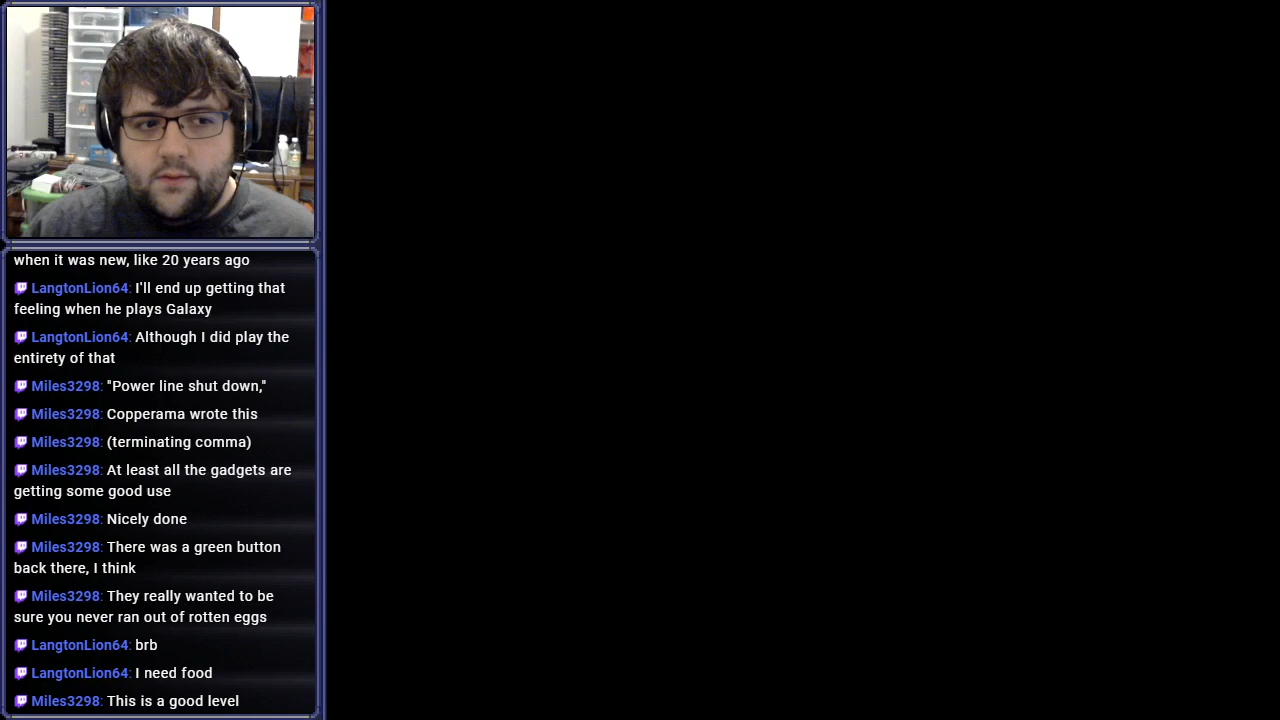 when it was new, like 20 years ago
LangtonLion64: I'll end up getting that
feeling when he plays Galaxy
LangtonLion64: Although I did play the
entirety of that
Miles3298: "Power line shut down,"
Miles3298: Copperama wrote this
Miles3298: (terminating comma)
Miles3298: At least all the gadgets are
getting some good use
Miles3298: Nicely done
Miles3298: There was a green button
back there, I think
Miles3298: They really wanted to be
sure you never ran out of rotten eggs
LangtonLion64: brb
LangtonLion64: I need food
Miles3298: This is a good level